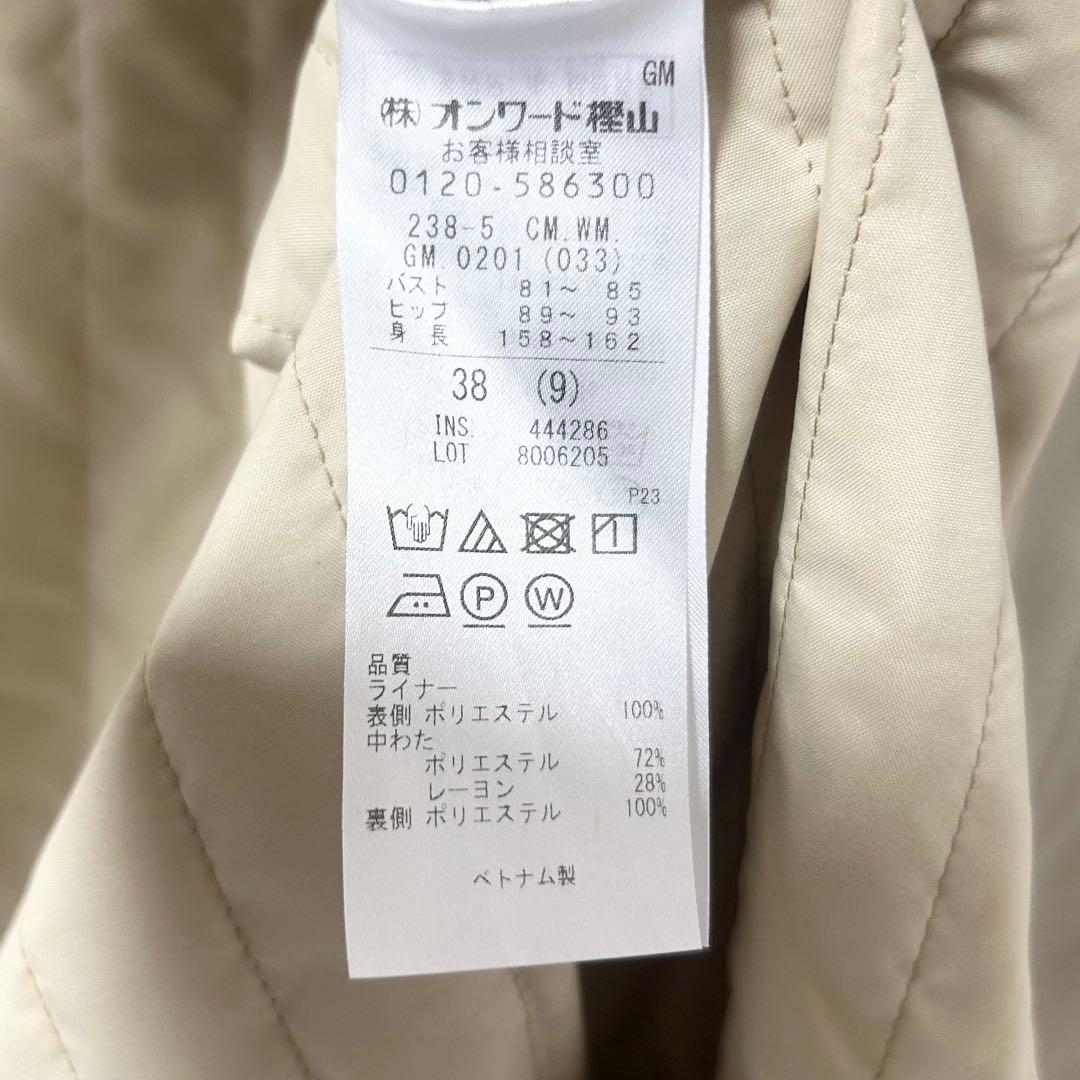 GM
(株)オンワード樫山
お客様相談室
0120-586300
238-5 CM.WM.
GM.0201 (033)
バスト 81〜 85
ヒップ 89〜 93
身長 158〜162
38 (9)
INS. 444286
LOT 8006205
P23
P W
品質
ライナー
表側 ポリエステル 100%
中わた
ポリエステル 72%
レーヨン 28%
裏側 ポリエステル 100%
ベトナム製